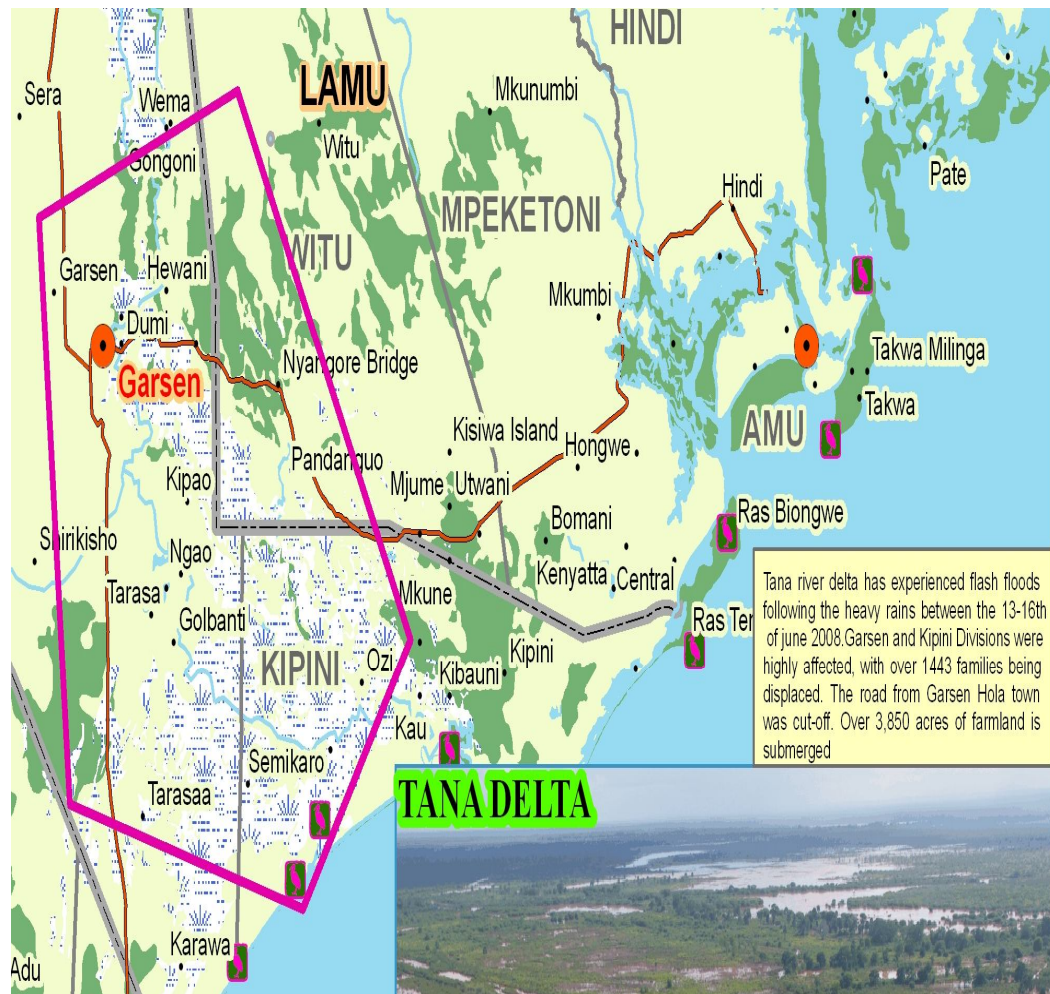 HINDI
Sera
Wema
LAMU
Mkunumbi
Witu
Gongoni
Pate
Hindi
MPEKETONI
WITU
Garsen
Hewani
Mkumbi
Dumi
Takwa Milinga
Nyangore Bridge
Garsen
Takwa
AMU
Kisiwa Island
Hongwe
Pandanguo
Kipao
Mjume
Utwani
Ras Biongwe
Bomani
Shirikisho
Ngao
Kenyatta
Central
Tarasa
Mkune
Golbanti
Ras Ter
Tana river delta has experienced flash floods
following the heavy rains between the 13-16th
of june 2008.Garsen and Kipini Divisions were
highly affected, with over 1443 families being
displaced. The road from Garsen Hola town
was cut-off. Over 3,850 acres of farmland is
submerged
KIPINI
Ozi
Kipini
Kibauni
Kau
Semikaro
Tarasaa
TANA DELTA
Karawa
Adu